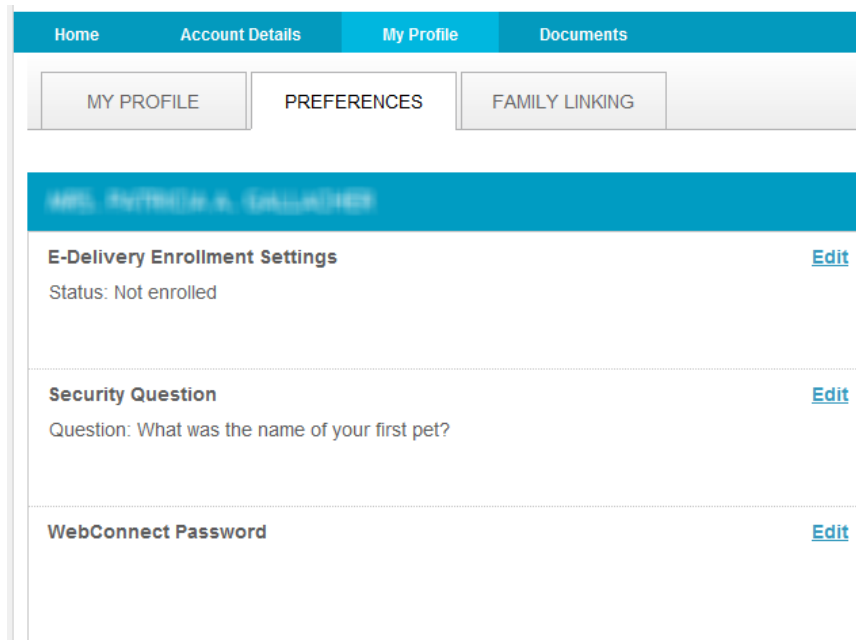 Home Account Details My Profile Documents
MY PROFILE PREFERENCES FAMILY LINKING
E-Delivery Enrollment Settings Edit
Status: Not enrolled
Security Question Edit
Question: What was the name of your first pet?
WebConnect Password Edit